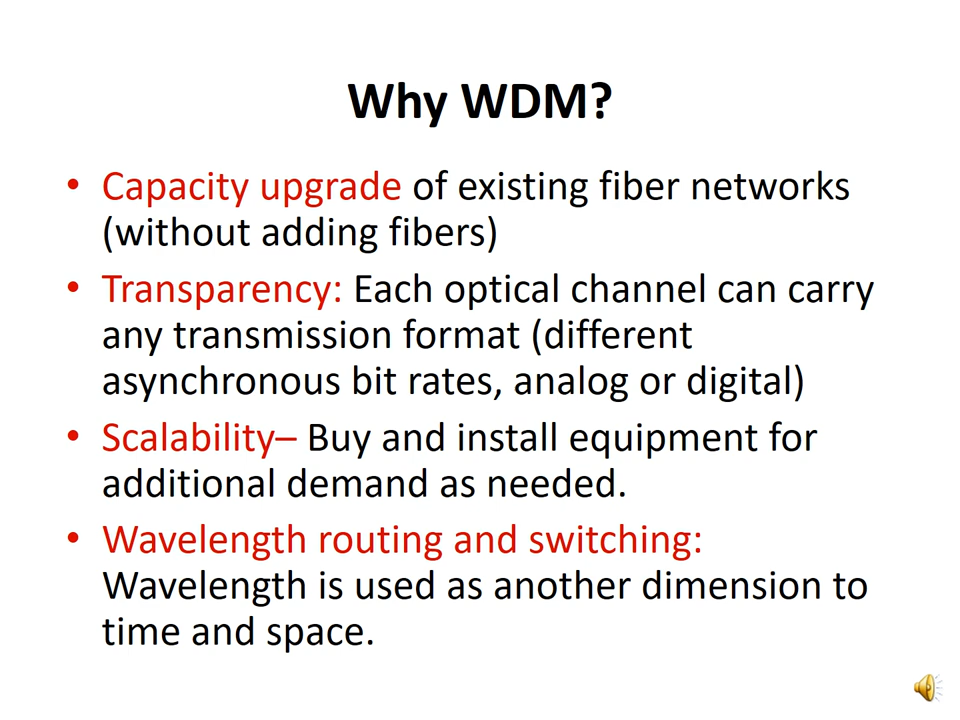 Why WDM?
• Capacity upgrade of existing fiber networks
(without adding fibers)
• Transparency: Each optical channel can carry
any transmission format (different
asynchronous bit rates, analog or digital)
• Scalability– Buy and install equipment for
additional demand as needed.
• Wavelength routing and switching:
Wavelength is used as another dimension to
time and space.